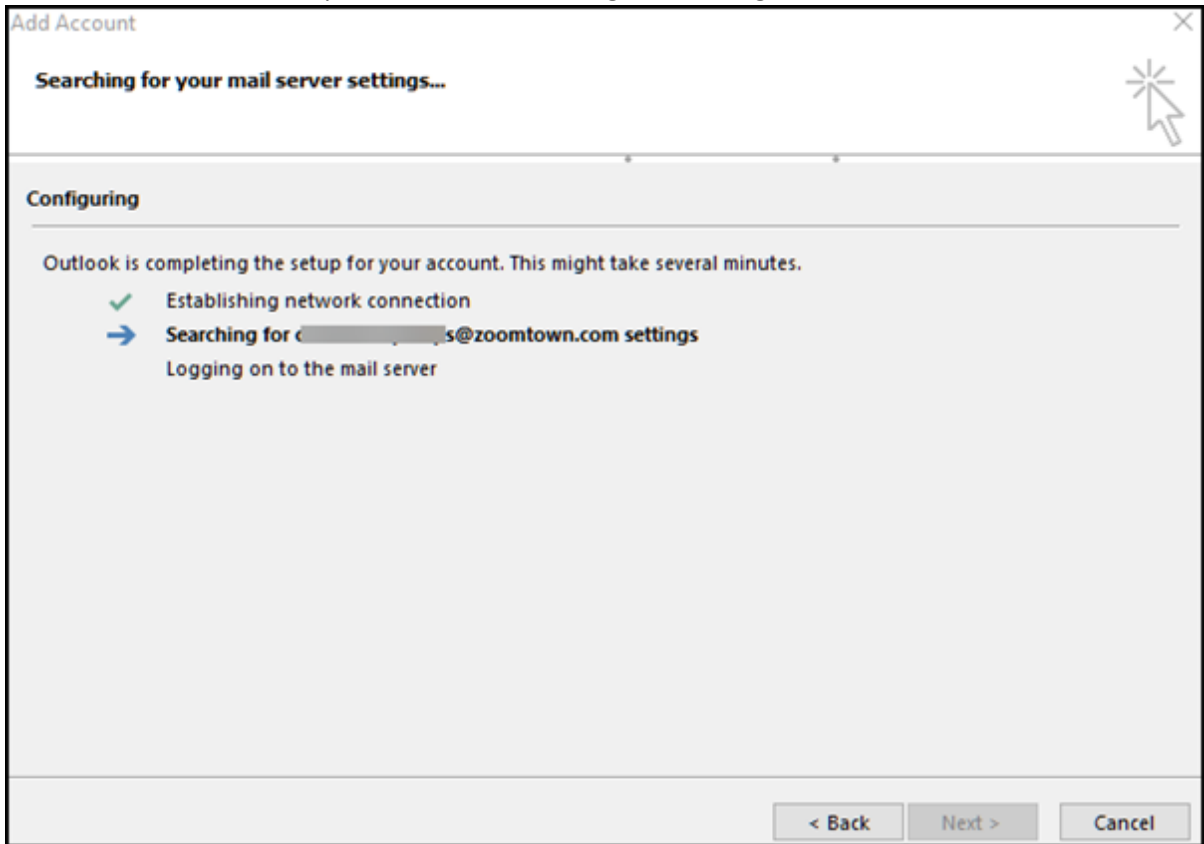 Add Account
Searching for your mail server settings...
Configuring
Outlook is completing the setup for your account. This might take several minutes.
Establishing network connection
Searching for s@zoomtown.com settings
Logging on to the mail server
< Back
Next >
Cancel